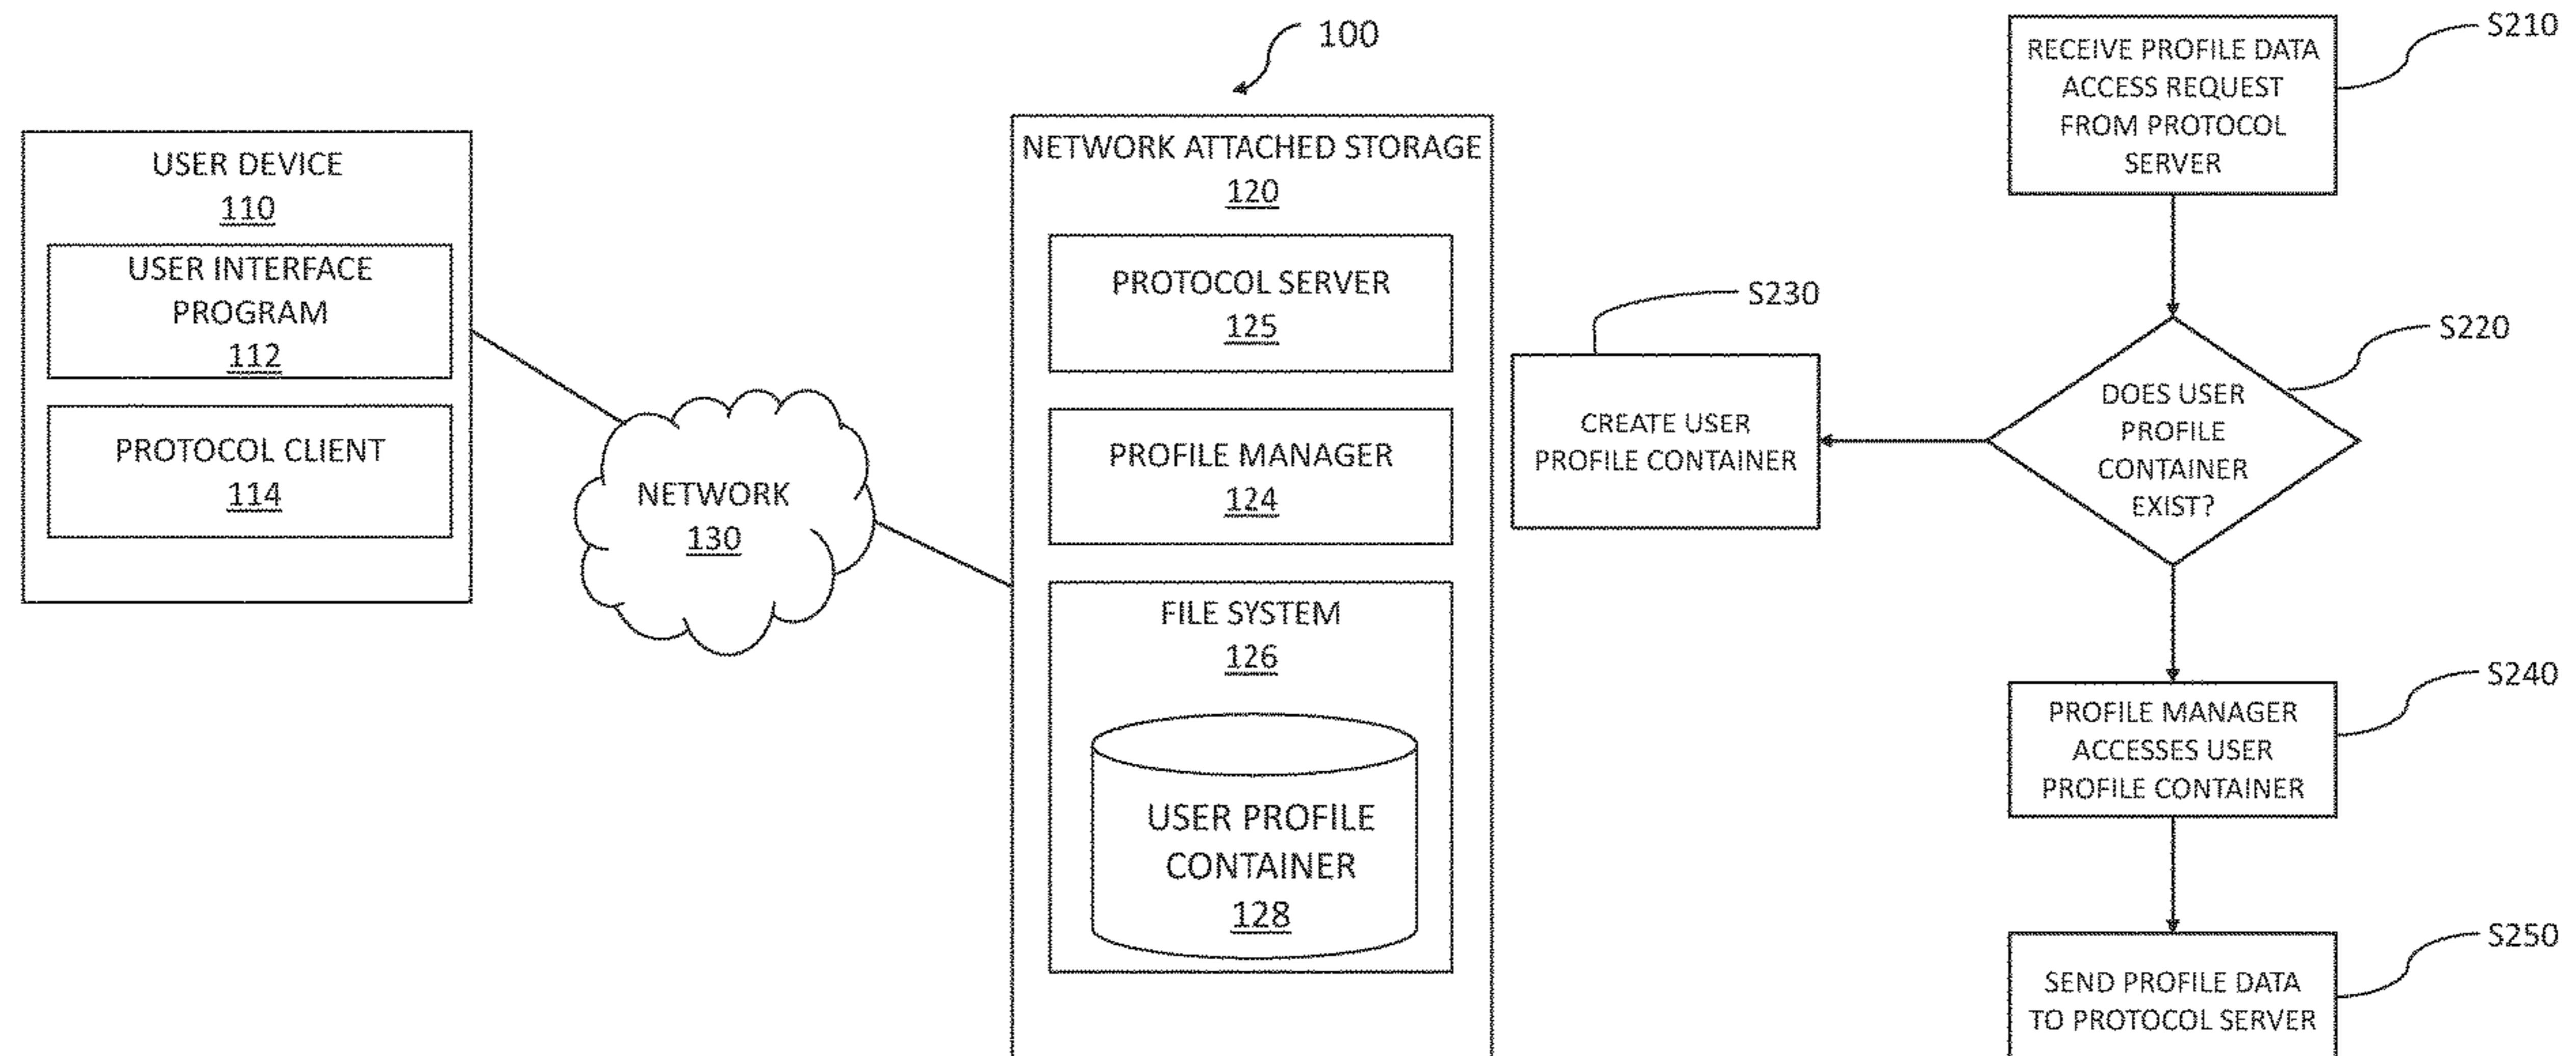 100
USER DEVICE
110
USER INTERFACE
PROGRAM
112
PROTOCOL CLIENT
114
NETWORK
130
NETWORK ATTACHED STORAGE
120
PROTOCOL SERVER
125
PROFILE MANAGER
124
FILE SYSTEM
126
USER PROFILE
CONTAINER
128
S210
RECEIVE PROFILE DATA
ACCESS REQUEST
FROM PROTOCOL
SERVER
S220
DOES USER
PROFILE
CONTAINER
EXIST?
S230
CREATE USER
PROFILE CONTAINER
S240
PROFILE MANAGER
ACCESSES USER
PROFILE CONTAINER
S250
SEND PROFILE DATA
TO PROTOCOL SERVER